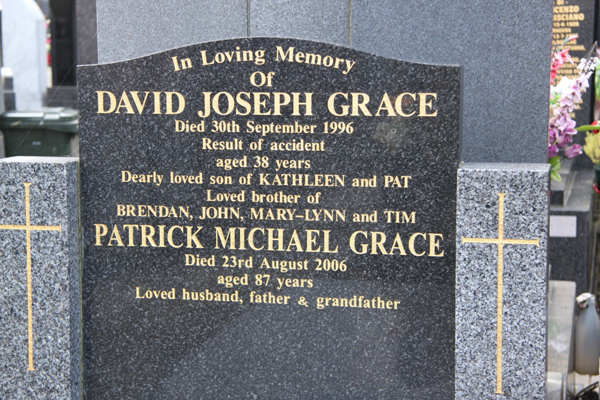 In Loving Memory
Of
DAVID JOSEPH GRACE
Died 30th September 1996
Result of accident
aged 38 years
Dearly loved son of KATHLEEN and PAT
Loved brother of
BRENDAN, JOHN, MARY-LYNN and TIM
PATRICK MICHAEL GRACE
Died 23rd August 2006
aged 87 years
Loved husband, father & grandfather